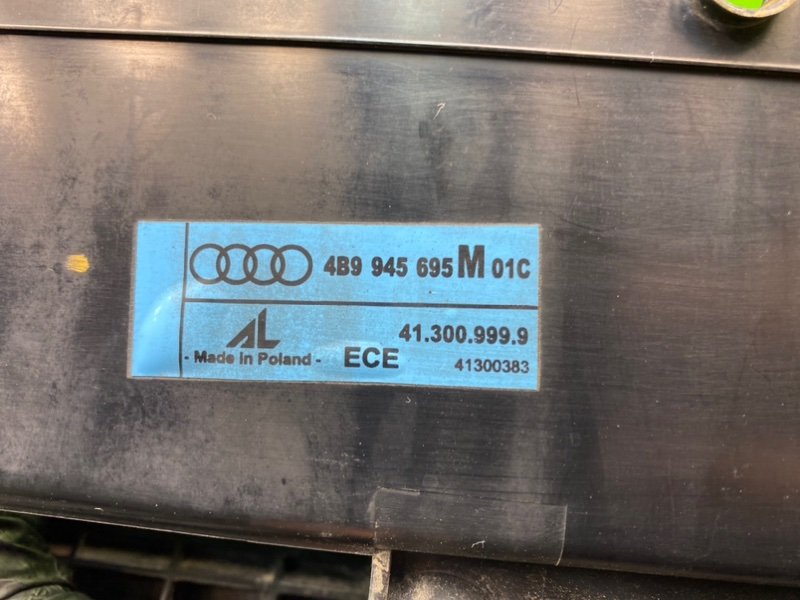 4B9 945 695 M 01C
AL 41.300.999.9
- Made in Poland - ECE 41300383